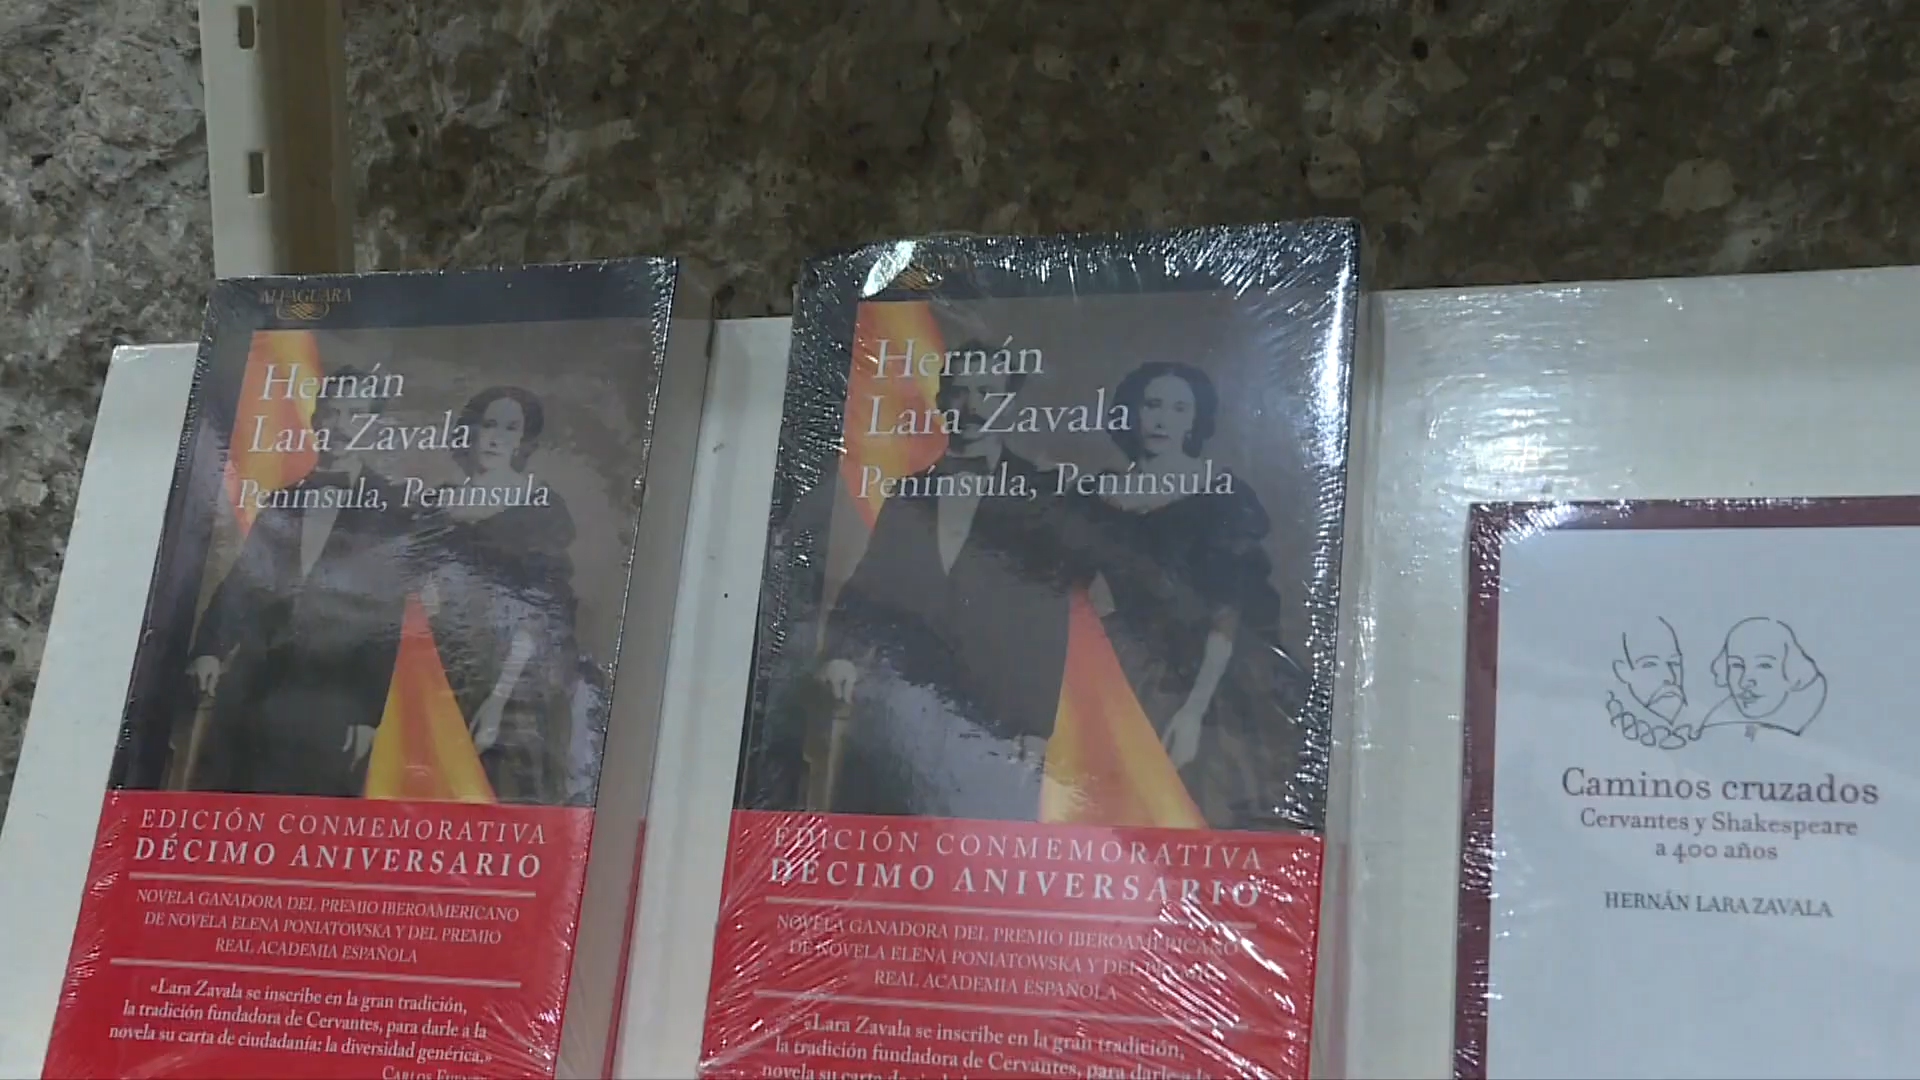 ALFAGUARA
Hernán
Lara Zavala
Península, Península
EDICIÓN CONMEMORATIVA
DÉCIMO ANIVERSARIO
NOVELA GANADORA DEL PREMIO IBEROAMERICANO
DE NOVELA ELENA PONIATOWSKA Y DEL PREMIO
REAL ACADEMIA ESPAÑOLA
«Lara Zavala se inscribe en la gran tradición,
la tradición fundadora de Cervantes, para darle a la
novela su carta de ciudadanía: la diversidad genérica.»
CARLOS FUENTES
Hernán
Lara Zavala
Península, Península
EDICIÓN CONMEMORATIVA
DÉCIMO ANIVERSARIO
NOVELA GANADORA DEL PREMIO IBEROAMERICANO
DE NOVELA ELENA PONIATOWSKA Y DEL PREMIO
REAL ACADEMIA ESPAÑOLA
«Lara Zavala se inscribe en la gran tradición,
la tradición fundadora de Cervantes, para darle a la
novela su carta de
Caminos cruzados
Cervantes y Shakespeare
a 400 años
HERNÁN LARA ZAVALA